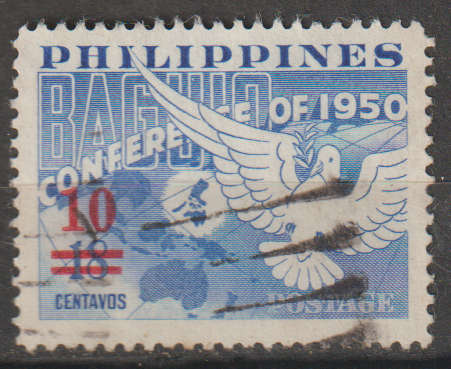 PHILIPPINES
BAGUIO
CONFERENCE OF 1950
10
18
CENTAVOS
POSTAGE